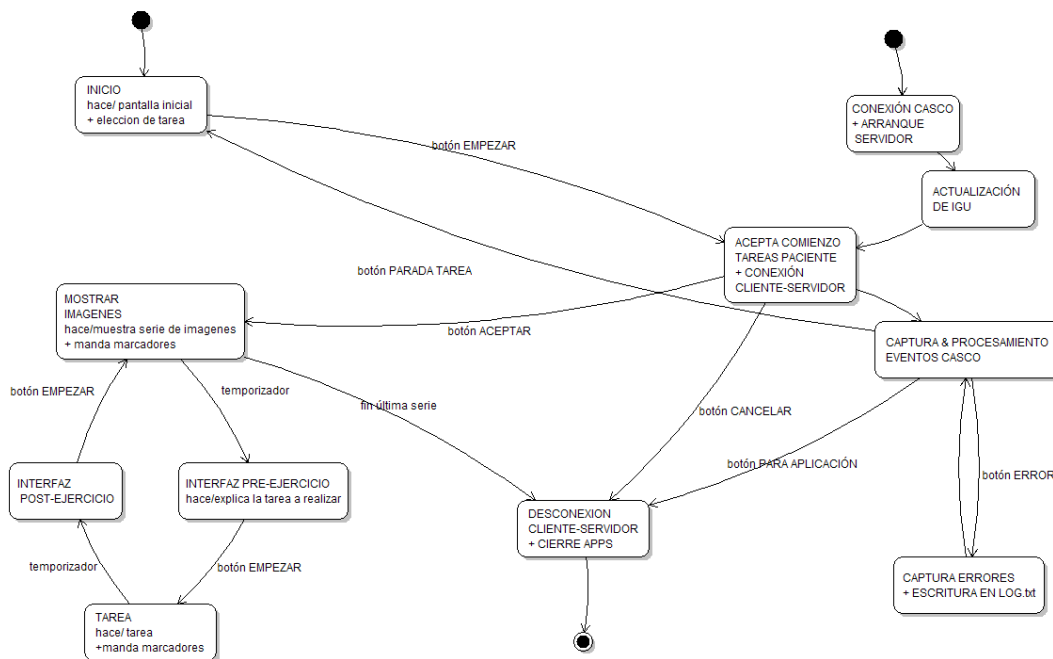 INICIO
hace/ pantalla inicial
+ eleccion de tarea
CONEXIÓN CASCO
+ ARRANQUE
SERVIDOR
botón EMPEZAR
ACTUALIZACIÓN
DE IGU
ACEPTA COMIENZO
TAREAS PACIENTE
+ CONEXIÓN
CLIENTE-SERVIDOR
botón PARADA TAREA
MOSTRAR
IMAGENES
hace/muestra serie de imagenes
+ manda marcadores
botón ACEPTAR
CAPTURA & PROCESAMIENTO
EVENTOS CASCO
botón EMPEZAR
temporizador
fin última serie
botón CANCELAR
botón PARA APLICACIÓN
botón ERROR
INTERFAZ
POST-EJERCICIO
INTERFAZ PRE-EJERCICIO
hace/explica la tarea a realizar
DESCONEXION
CLIENTE-SERVIDOR
+ CIERRE APPS
temporizador
botón EMPEZAR
CAPTURA ERRORES
+ ESCRITURA EN LOG.txt
TAREA
hace/ tarea
+manda marcadores